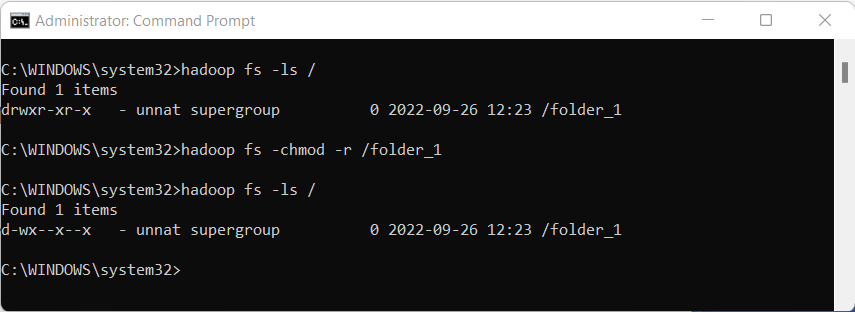 Administrator: Command Prompt
C:\WINDOWS\system32>hadoop fs -ls /
Found 1 items
drwxr-xr-x   - unnat supergroup          0 2022-09-26 12:23 /folder_1
C:\WINDOWS\system32>hadoop fs -chmod -r /folder_1
C:\WINDOWS\system32>hadoop fs -ls /
Found 1 items
d-wx--x--x   - unnat supergroup          0 2022-09-26 12:23 /folder_1
C:\WINDOWS\system32>